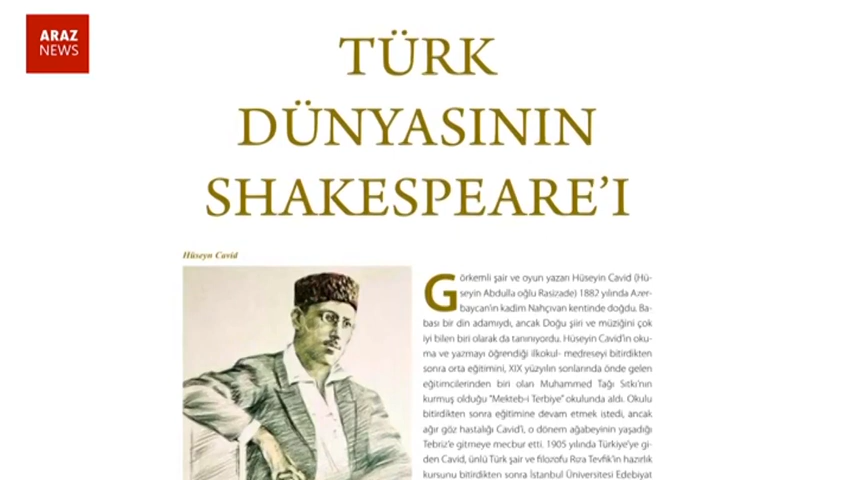 ARAZ
NEWS
TÜRK
DÜNYASININ
SHAKESPEARE'I
Hüseyn Cavid
Görkemli şair ve oyun yazarı Hüseyin Cavid (Hü-
seyin Abdulla oğlu Rasizade) 1882 yılında Azer-
baycan'ın kadim Nahçıvan kentinde doğdu. Ba-
bası bir din adamıydı, ancak Doğu şiiri ve müziğini çok
iyi bilen biri olarak da tanınıyordu. Hüseyin Cavid'in oku-
ma ve yazmayı öğrendiği ilkokul- medreseyi bitirdikten
sonra orta eğitimini, XIX yüzyılın sonlarında önde gelen
eğitimcilerinden biri olan Muhammed Tağı Sıtkı'nın
kurmuş olduğu "Mekteb-i Terbiye" okulunda aldı. Okulu
bitirdikten sonra eğitimine devam etmek istedi, ancak
ağır göz hastalığı Cavid'i, o dönem ağabeyinin yaşadığı
Tebriz'e gitmeye mecbur etti. 1905 yılında Türkiye'ye gi-
den Cavid, ünlü Türk şair ve filozofu Rıza Tevfik'in hazırlık
kursunu bitirdikten sonra İstanbul Üniversitesi Edebiyat